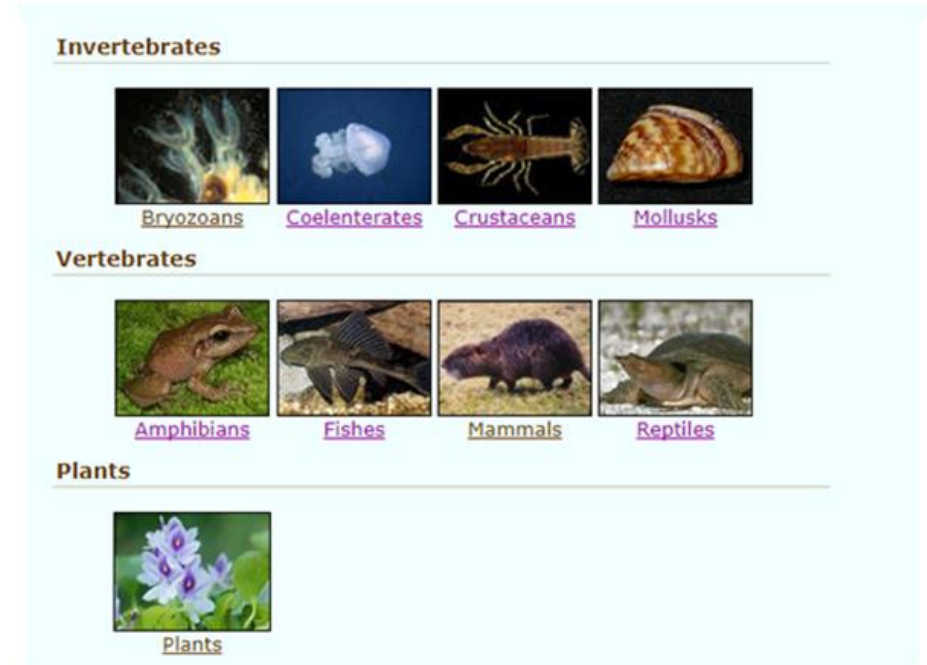 Invertebrates
Bryozoans Coelenterates Crustaceans Mollusks
Vertebrates
Amphibians Fishes Mammals Reptiles
Plants
Plants